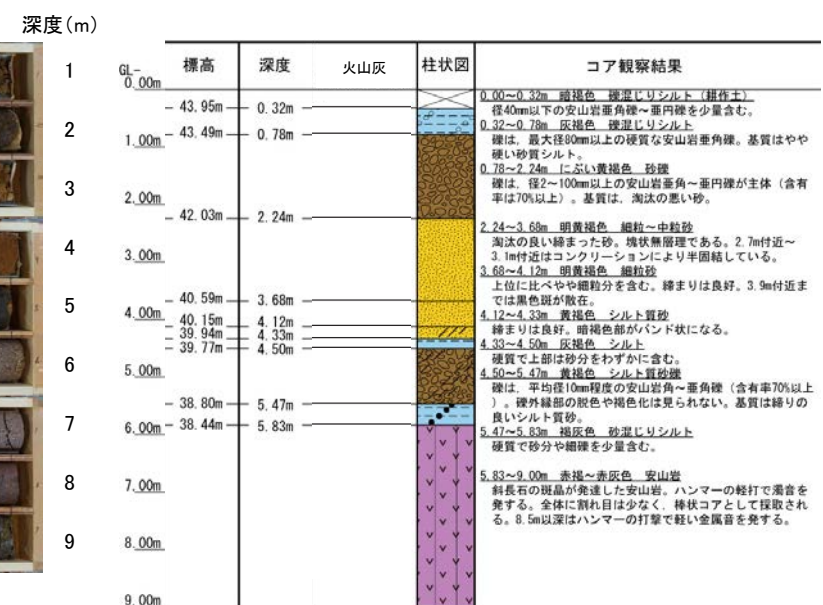 深度(m)
1
2
3
4
5
6
7
8
9
標高 深度 火山灰 柱状図 コア観察結果
GL-
0.00m
1.00m
2.00m
3.00m
4.00m
5.00m
6.00m
7.00m
8.00m
9.00m
43.95m 0.32m
43.49m 0.78m
42.03m 2.24m
40.59m 3.68m
40.15m 4.12m
39.94m 4.33m
39.77m 4.50m
38.80m 5.47m
38.44m 5.83m
0.00～0.32m 暗褐色 礫混じりシルト（耕作土）
径40mm以下の安山岩亜角礫～亜円礫を少量含む。
0.32～0.78m 灰褐色 礫混じりシルト
礫は，最大径80mm以上の硬質な安山岩亜角礫。基質はやや
硬い砂質シルト。
0.78～2.24m にぶい黄褐色 砂礫
礫は，径2～100mm以上の安山岩亜角～亜円礫が主体（含有
率は70%以上）。基質は，淘汰の悪い砂。
2.24～3.68m 明黄褐色 細粒～中粒砂
淘汰の良い締まった砂。塊状無層理である。2.7m付近～
3.1m付近はコンクリーションにより半固結している。
3.68～4.12m 明黄褐色 細粒砂
上位に比べやや細粒分を含む。締まりは良好。3.9m付近ま
では黒色斑が散在。
4.12～4.33m 黄褐色 シルト質砂
締まりは良好。暗褐色部がバンド状になる。
4.33～4.50m 灰褐色 シルト
硬質で上部は砂分をわずかに含む。
4.50～5.47m 黄褐色 シルト質砂礫
礫は，平均径10mm程度の安山岩角～亜角礫（含有率70%以上
）。礫外縁部の脱色や褐色化は見られない。基質は締りの
良いシルト質砂。
5.47～5.83m 褐灰色 砂混じりシルト
硬質で砂分や細礫を少量含む。
5.83～9.00m 赤褐～赤灰色 安山岩
斜長石の斑晶が発達した安山岩。ハンマーの軽打で濁音を
発する。全体に割れ目は少なく，棒状コアとして採取され
る。8.5m以深はハンマーの打撃で軽い金属音を発する。